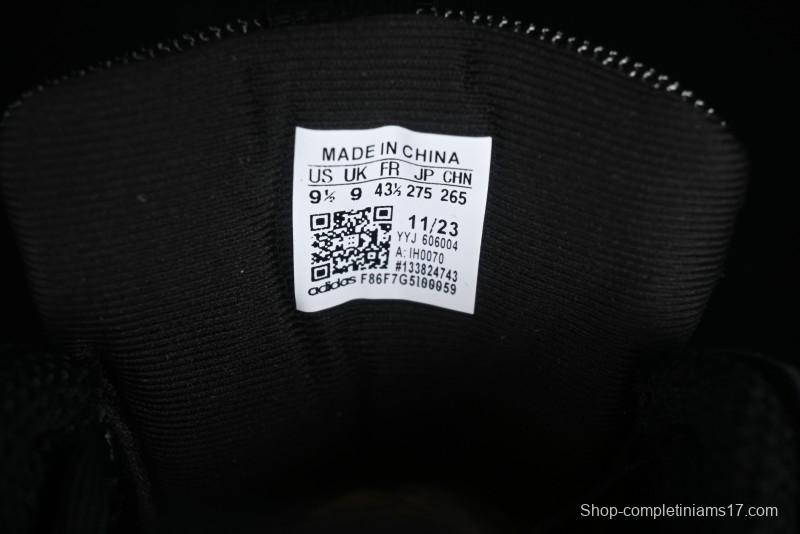 MADE IN CHINA
US UK FR JP CHN
9½ 9 43⅓ 275 265
11/23
YYJ 606004
A: IH0070
#133824743
adidas F86F7G5I00059
Shop-completiniams17.com